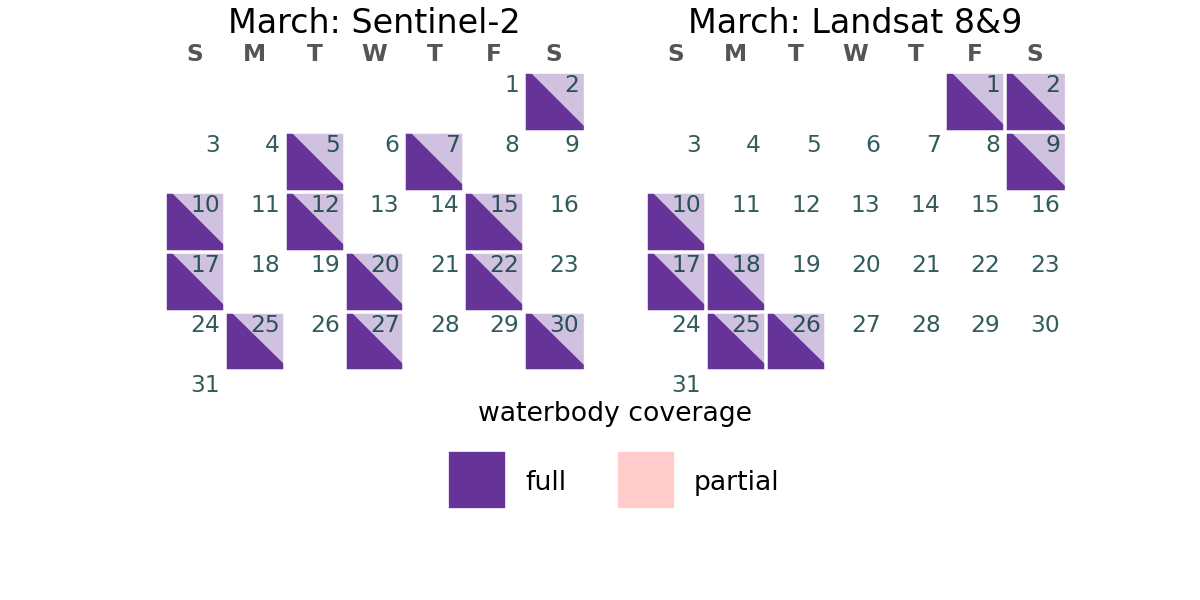 March: Sentinel-2
S M T W T F S
1 2
3 4 5 6 7 8 9
10 11 12 13 14 15 16
17 18 19 20 21 22 23
24 25 26 27 28 29 30
31
March: Landsat 8&9
S M T W T F S
1 2
3 4 5 6 7 8 9
10 11 12 13 14 15 16
17 18 19 20 21 22 23
24 25 26 27 28 29 30
31
waterbody coverage
full partial